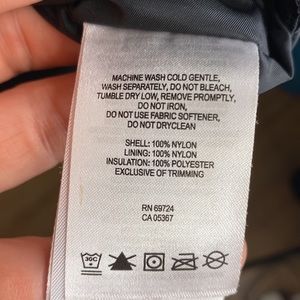 MACHINE WASH COLD GENTLE,
WASH SEPARATELY, DO NOT BLEACH,
TUMBLE DRY LOW, REMOVE PROMPTLY,
DO NOT IRON,
DO NOT USE FABRIC SOFTENER,
DO NOT DRYCLEAN
SHELL: 100% NYLON
LINING: 100% NYLON
INSULATION: 100% POLYESTER
EXCLUSIVE OF TRIMMING
RN 69724
CA 05367
30C